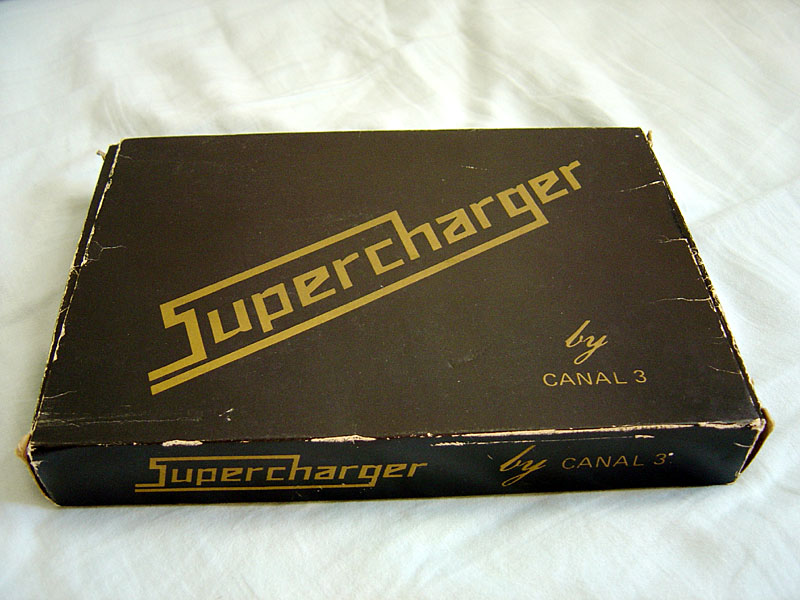 Supercharger
by
CANAL 3
Supercharger by CANAL 3